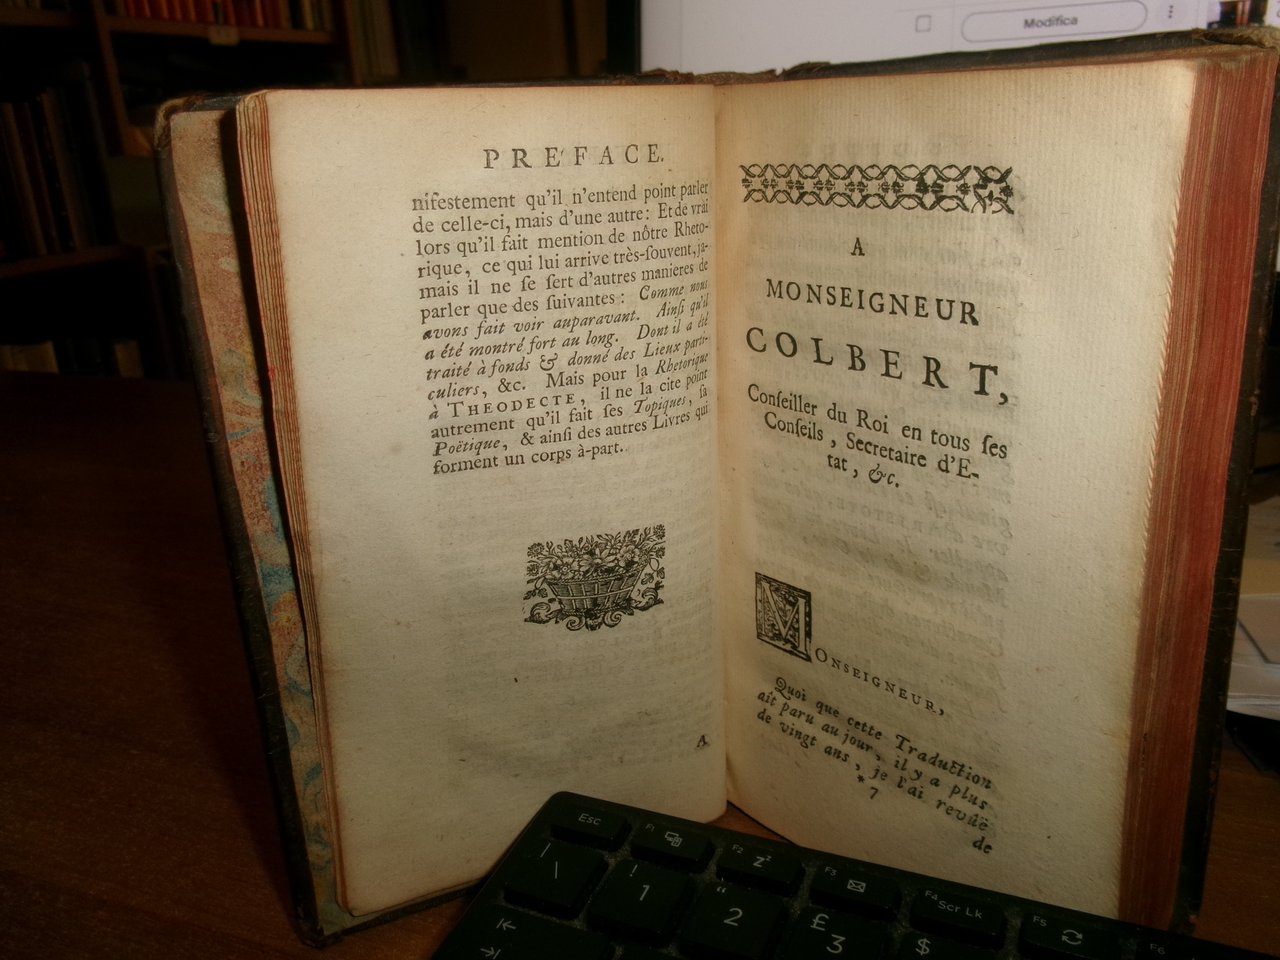 Modifica
PREFACE.
nifestement qu'il n'entend point parler
de celle-ci, mais d'une autre: Et de vrai
lors qu'il fait mention de nôtre Rheto-
rique, ce qui lui arrive très-ſouvent, ja-
mais il ne ſe ſert d'autres manieres de
parler que des ſuivantes: Comme nous
avons fait voir auparavant. Ainſi qu'il
a été montré fort au long. Dont il a été
traité à fonds & donné des Lieux parti-
culiers, &c. Mais pour la Rhetorique
à THEODECTE, il ne la cite point
autrement qu'il fait ſes Topiques, ſa
Poëtique, & ainſi des autres Livres qui
forment un corps à-part.
A
A
MONSEIGNEUR
COLBERT,
Conſeiller du Roi en tous ſes
Conſeils, Secretaire d'E-
tat, &c.
MONSEIGNEUR,
Quoi que cette Traduction
ait paru au jour, il y a plus
de vingt ans, je l'ai revûë
* 7
de
Esc
F1
F2
F3
F4
Scr Lk
F5
F6
|
\
!
1
"
2
£
3
$